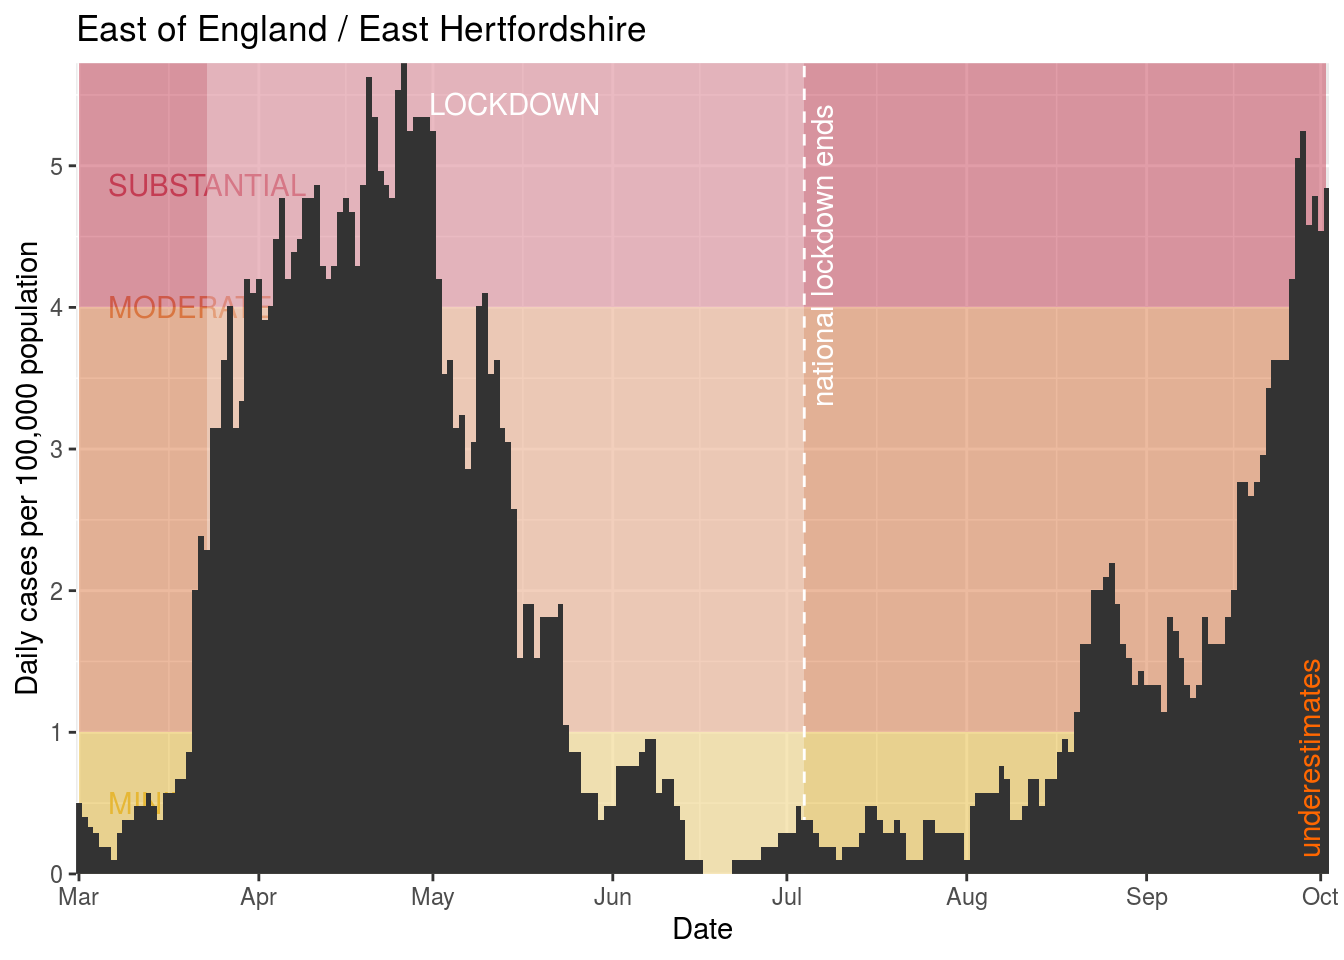 East of England / East Hertfordshire
LOCKDOWN
SUBSTANTIAL
MODERATE
national lockdown ends
underestimates
Daily cases per 100,000 population
5
4
3
2
1
0
Mar
Apr
May
Jun
Jul
Aug
Sep
Oct
Date